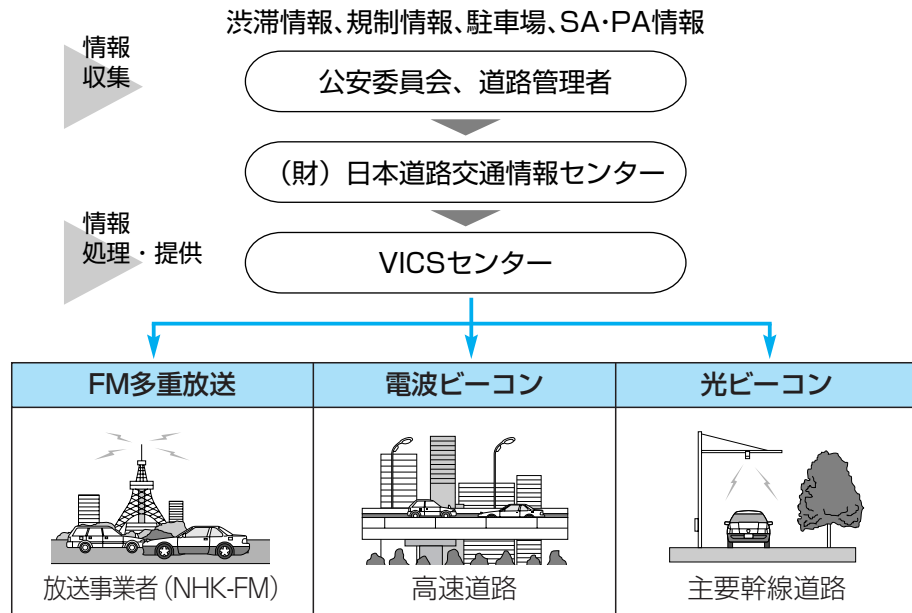 渋滞情報、規制情報、駐車場、SA・PA情報
情報
収集
公安委員会、道路管理者
（財）日本道路交通情報センター
情報
処理・提供
VICSセンター
FM多重放送
電波ビーコン
光ビーコン
放送事業者（NHK-FM）
高速道路
主要幹線道路